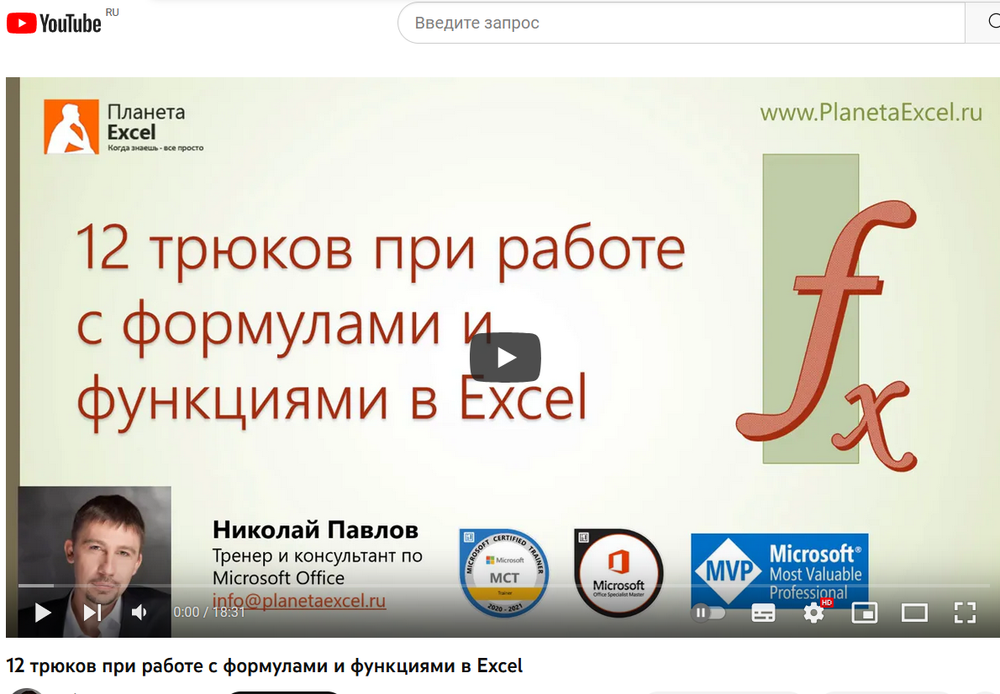 YouTube RU
Введите запрос
Планета
Excel
Когда знаешь - все просто
www.PlanetaExcel.ru
12 трюков при работе
с формулами и
функциями в Excel
fx
Николай Павлов
Тренер и консультант по
Microsoft Office
info@planetaexcel.ru
MICROSOFT CERTIFIED TRAINER
Microsoft
MCT
Trainer
2020 - 2021
Microsoft
Office Specialist Master
MVP
Microsoft®
Most Valuable
Professional
0:00 / 18:31
HD
12 трюков при работе с формулами и функциями в Excel